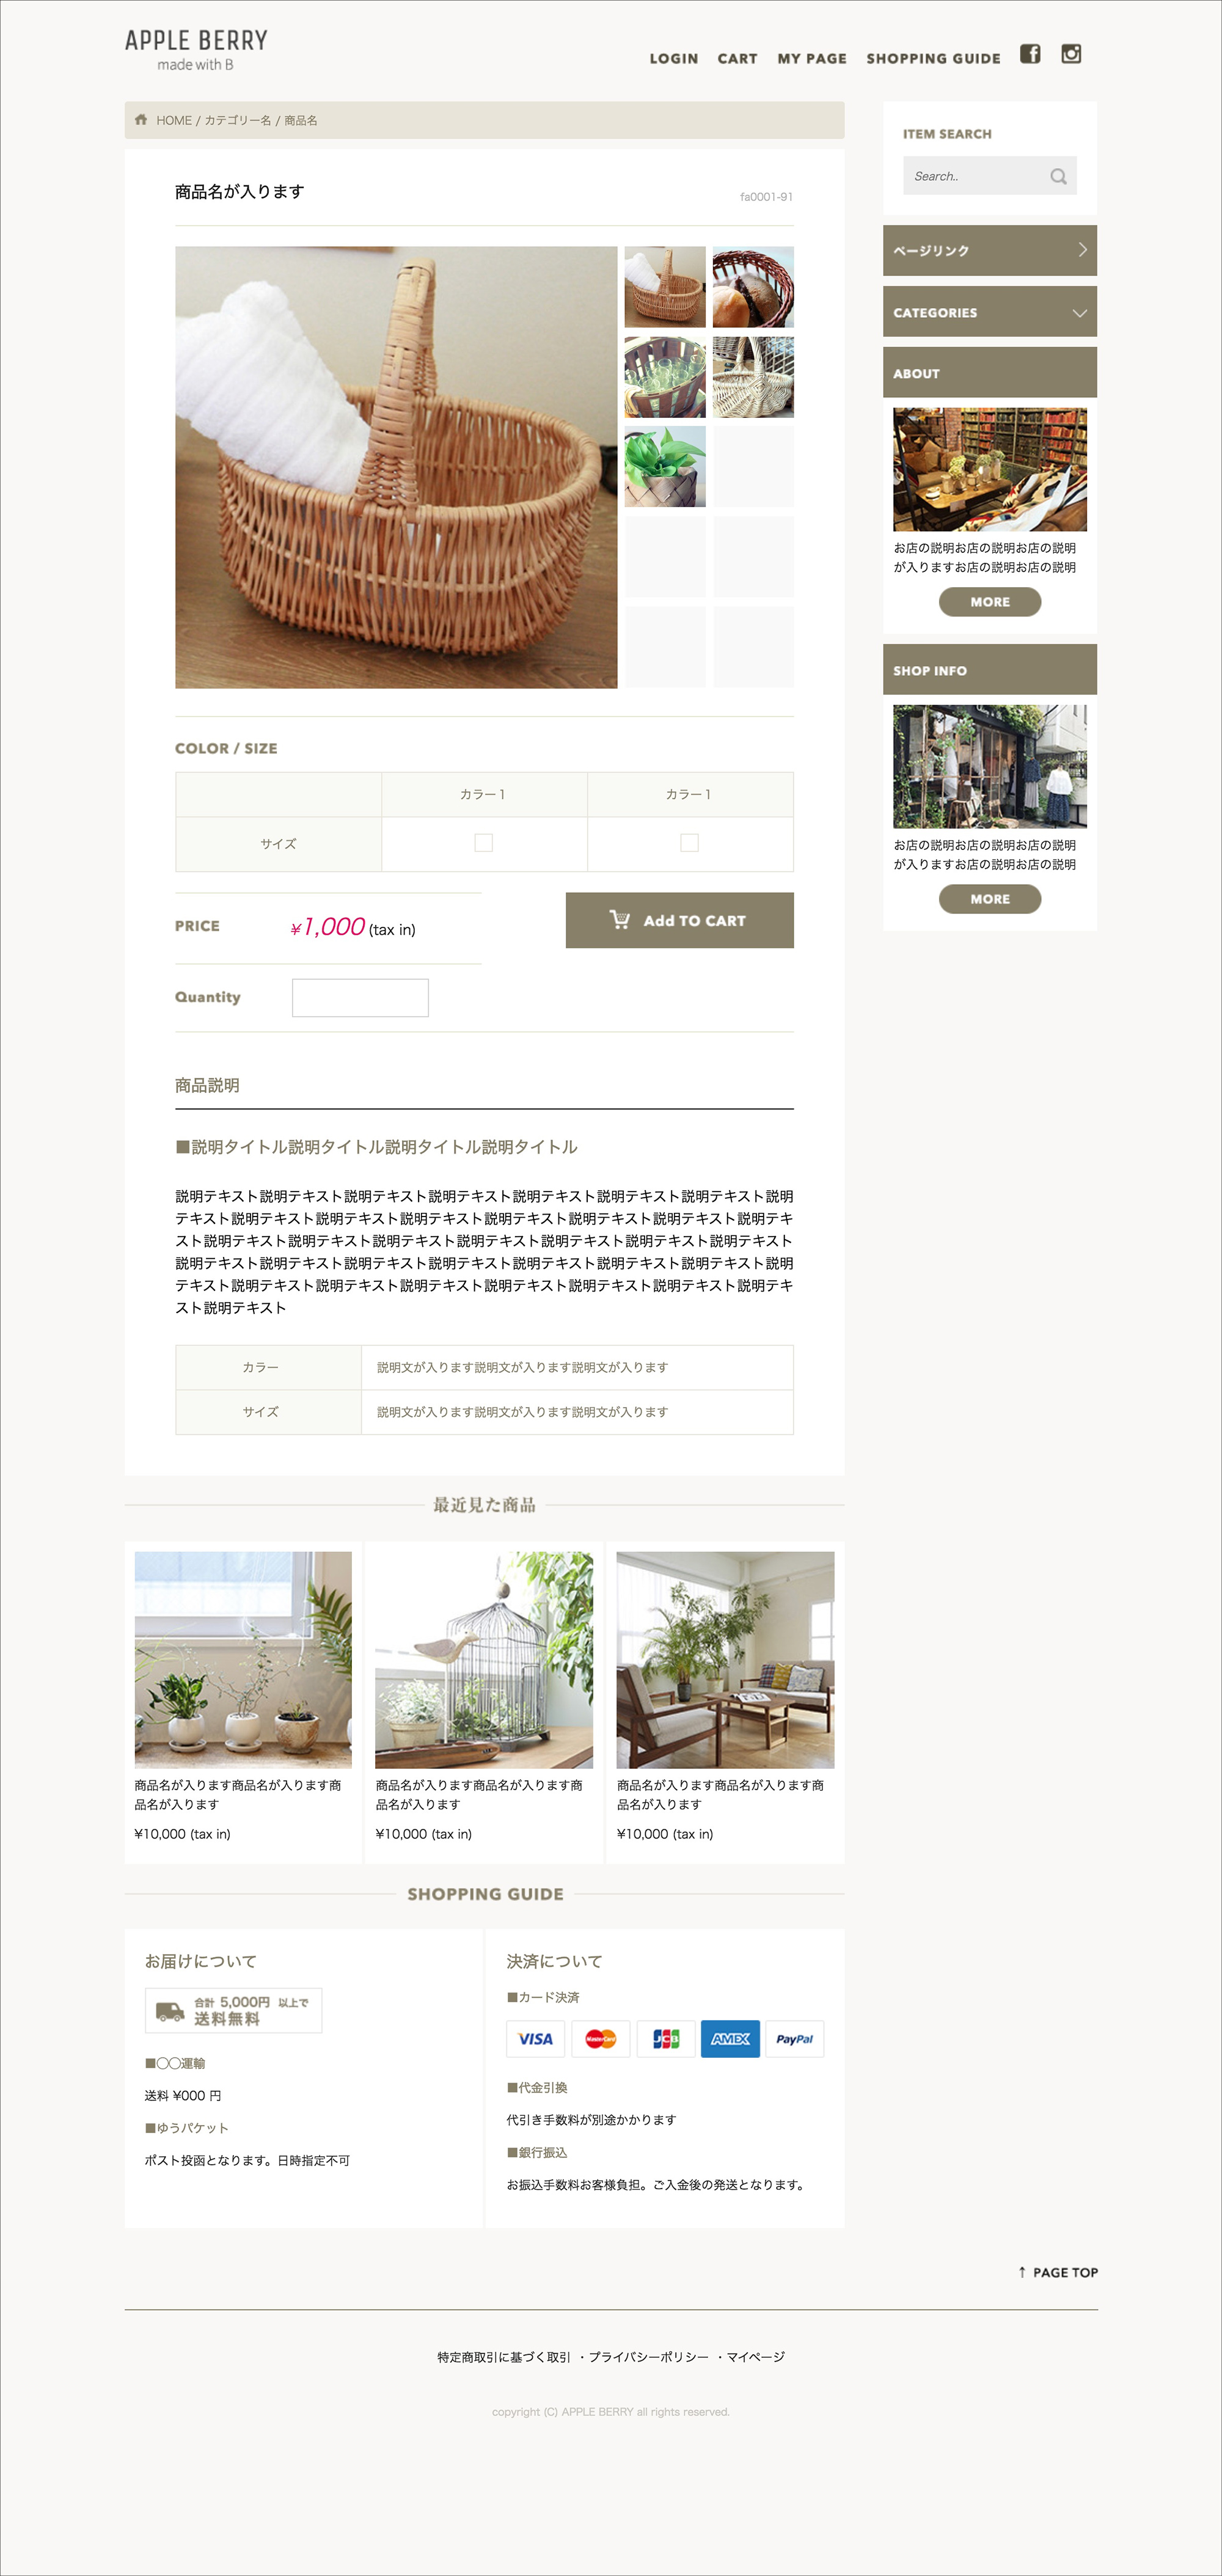 APPLE BERRY
made with B
LOGIN CART MY PAGE SHOPPING GUIDE
HOME / カテゴリー名 / 商品名
商品名が入ります
fa0001-91
COLOR / SIZE
カラー1 カラー1
サイズ
PRICE ¥1,000 (tax in)
Add TO CART
Quantity
商品説明
■説明タイトル説明タイトル説明タイトル説明タイトル
説明テキスト説明テキスト説明テキスト説明テキスト説明テキスト説明テキスト説明テキスト説明
テキスト説明テキスト説明テキスト説明テキスト説明テキスト説明テキスト説明テキスト説明テキ
スト説明テキスト説明テキスト説明テキスト説明テキスト説明テキスト説明テキスト説明テキスト
説明テキスト説明テキスト説明テキスト説明テキスト説明テキスト説明テキスト説明テキスト説明
テキスト説明テキスト説明テキスト説明テキスト説明テキスト説明テキスト説明テキスト説明テキ
スト説明テキスト
カラー 説明文が入ります説明文が入ります説明文が入ります
サイズ 説明文が入ります説明文が入ります説明文が入ります
ITEM SEARCH
Search..
ページリンク
CATEGORIES
ABOUT
お店の説明お店の説明お店の説明
が入りますお店の説明お店の説明
MORE
SHOP INFO
お店の説明お店の説明お店の説明
が入りますお店の説明お店の説明
MORE
最近見た商品
商品名が入ります商品名が入ります商
品名が入ります
¥10,000 (tax in)
商品名が入ります商品名が入ります商
品名が入ります
¥10,000 (tax in)
商品名が入ります商品名が入ります商
品名が入ります
¥10,000 (tax in)
SHOPPING GUIDE
お届けについて
合計 5,000円 以上で
送料無料
■◯◯運輸
送料 ¥000 円
■ゆうパケット
ポスト投函となります。日時指定不可
決済について
■カード決済
VISA MasterCard JCB AMEX PayPal
■代金引換
代引き手数料が別途かかります
■銀行振込
お振込手数料お客様負担。ご入金後の発送となります。
↑ PAGE TOP
特定商取引に基づく取引 ・プライバシーポリシー ・マイページ
copyright (C) APPLE BERRY all rights reserved.